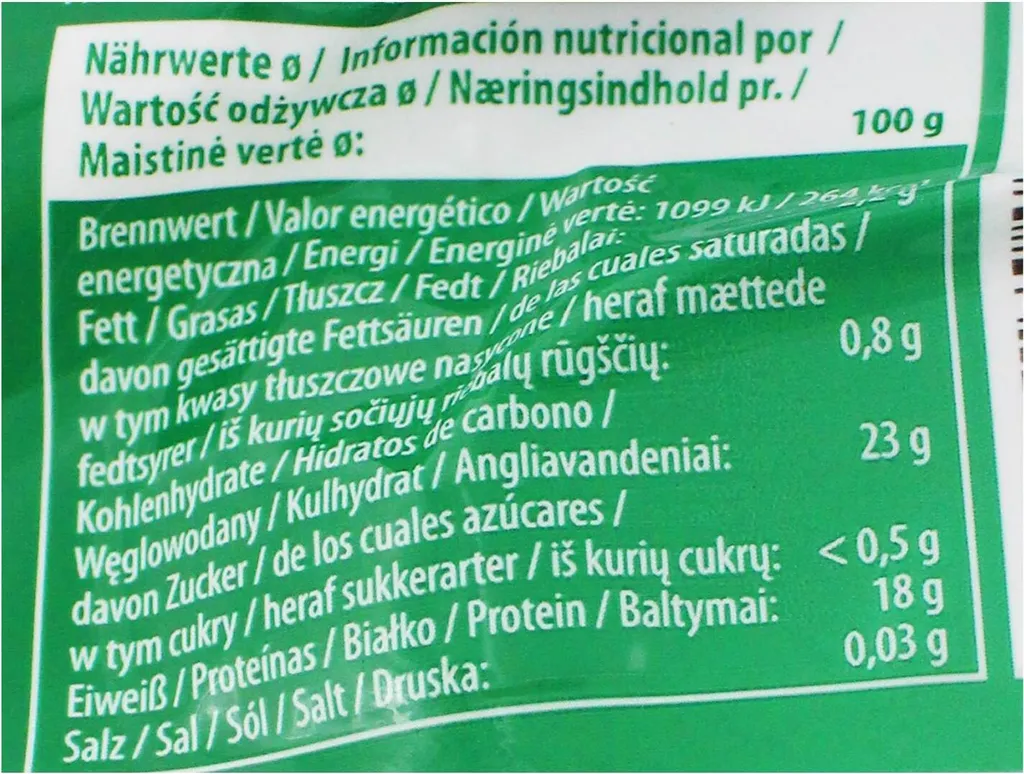 Nährwerte ø / Información nutricional por /
Wartość odżywcza ø / Næringsindhold pr. /
Maistinė vertė ø:
100 g
Brennwert / Valor energético / Wartość
energetyczna / Energi / Energinė vertė: 1099 kJ /
Fett / Grasas / Tłuszcz / Fedt / Riebalai:
davon gesättigte Fettsäuren / de las cuales saturadas /
w tym kwasy tłuszczowe nasycone / heraf mættede
fedtsyrer / iš kurių sočiųjų riebalų rūgščių: 0,8 g
Kohlenhydrate / Hidratos de carbono /
Węglowodany / Kulhydrat / Angliavandeniai: 23 g
davon Zucker / de los cuales azúcares /
w tym cukry / heraf sukkerarter / iš kurių cukrų: < 0,5 g
Eiweiß / Proteínas / Białko / Protein / Baltymai: 18 g
Salz / Sal / Sól / Salt / Druska: 0,03 g